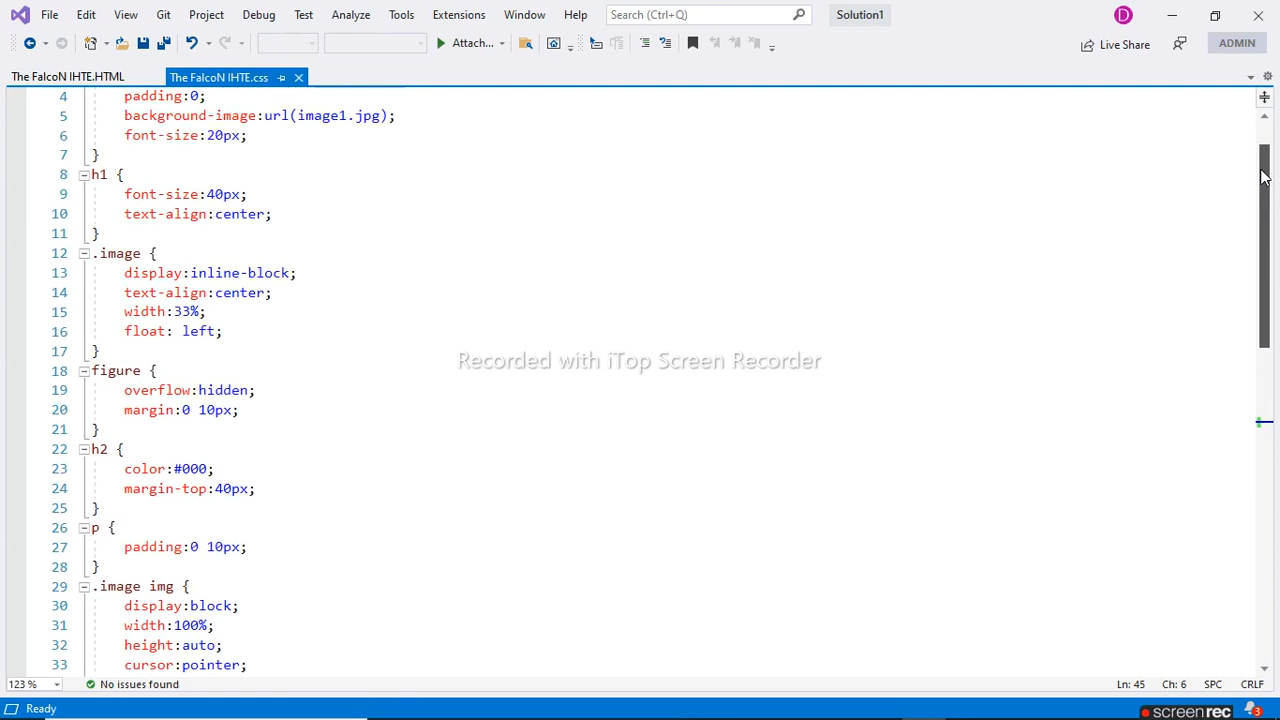 File Edit View Git Project Debug Test Analyze Tools Extensions Window Help Search (Ctrl+Q) Solution1 D
Attach... Live Share ADMIN
The FalcoN IHTE.HTML The FalcoN IHTE.css
4 padding:0;
5 background-image:url(image1.jpg);
6 font-size:20px;
7 }
8 h1 {
9 font-size:40px;
10 text-align:center;
11 }
12 .image {
13 display:inline-block;
14 text-align:center;
15 width:33%;
16 float: left;
17 }
Recorded with iTop Screen Recorder
18 figure {
19 overflow:hidden;
20 margin:0 10px;
21 }
22 h2 {
23 color:#000;
24 margin-top:40px;
25 }
26 p {
27 padding:0 10px;
28 }
29 .image img {
30 display:block;
31 width:100%;
32 height:auto;
33 cursor:pointer;
123 % No issues found Ln: 45 Ch: 6 SPC CRLF
Ready screenrec 3